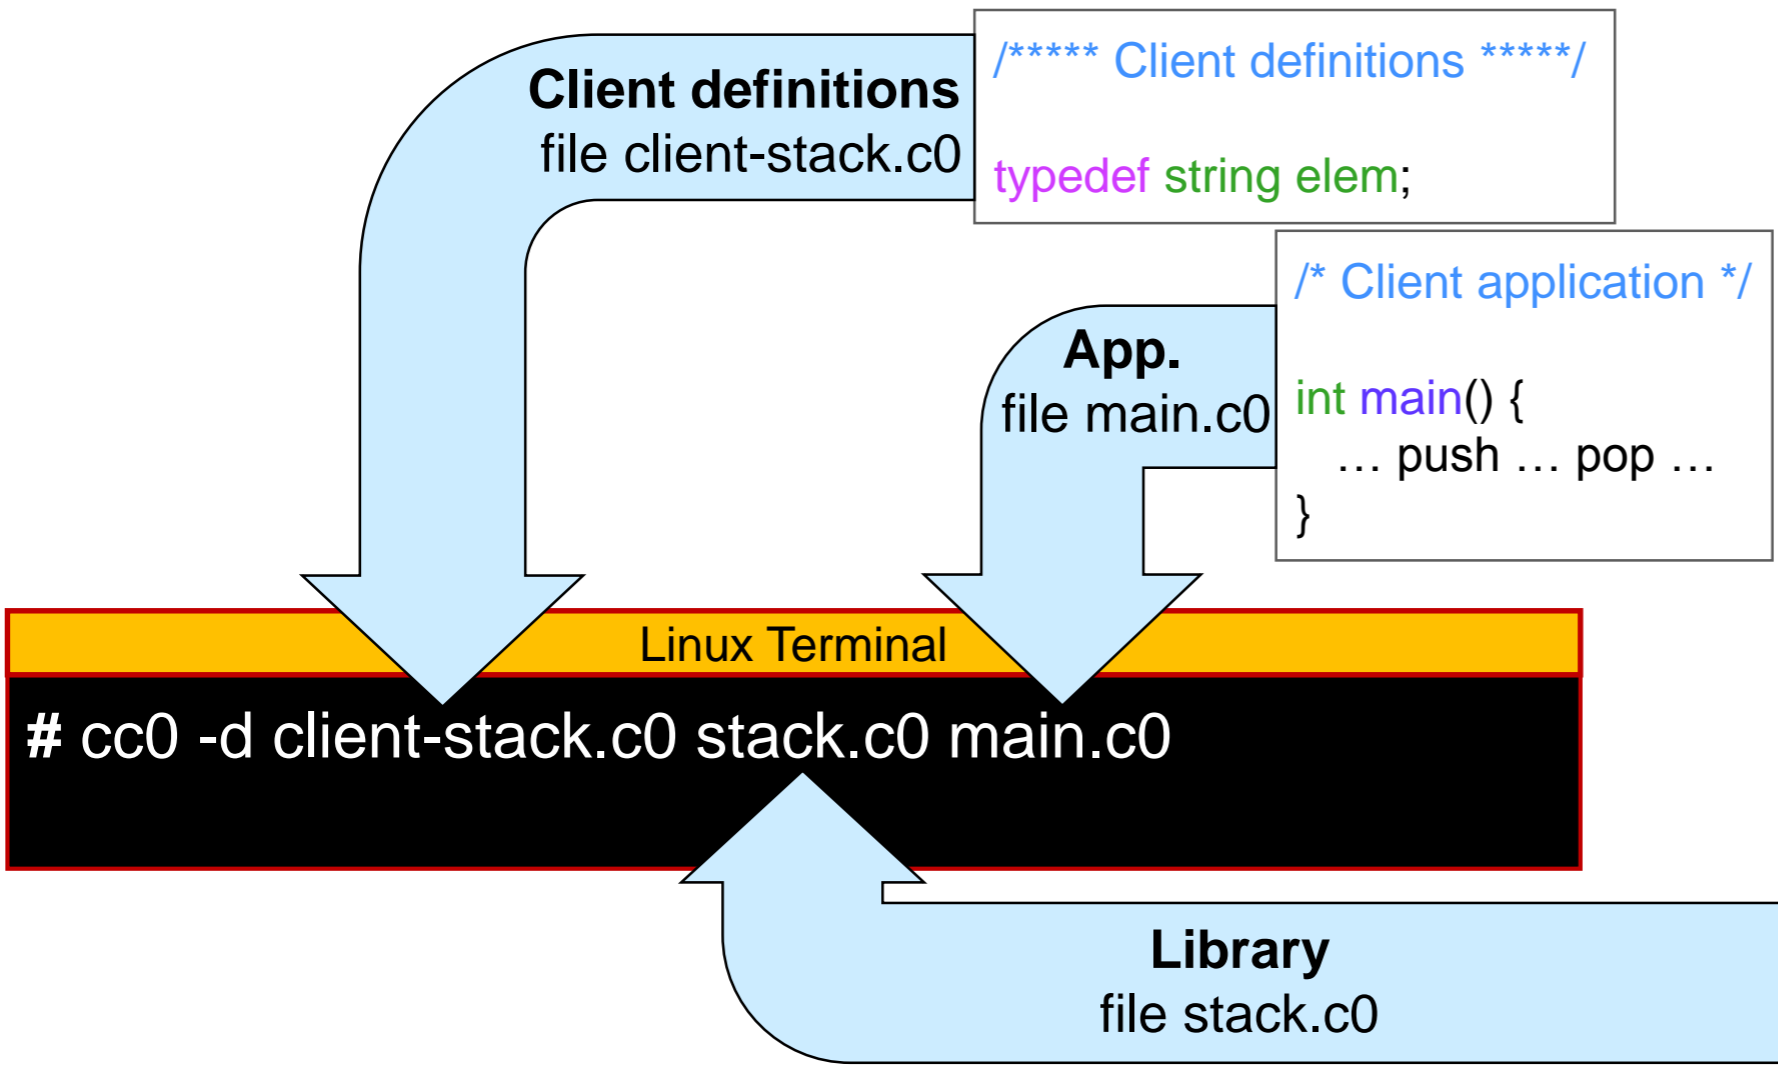 Client definitions
file client-stack.c0
/***** Client definitions *****/
typedef string elem;
App.
file main.c0
/* Client application */
int main() {
… push … pop …
}
Linux Terminal
# cc0 -d client-stack.c0 stack.c0 main.c0
Library
file stack.c0